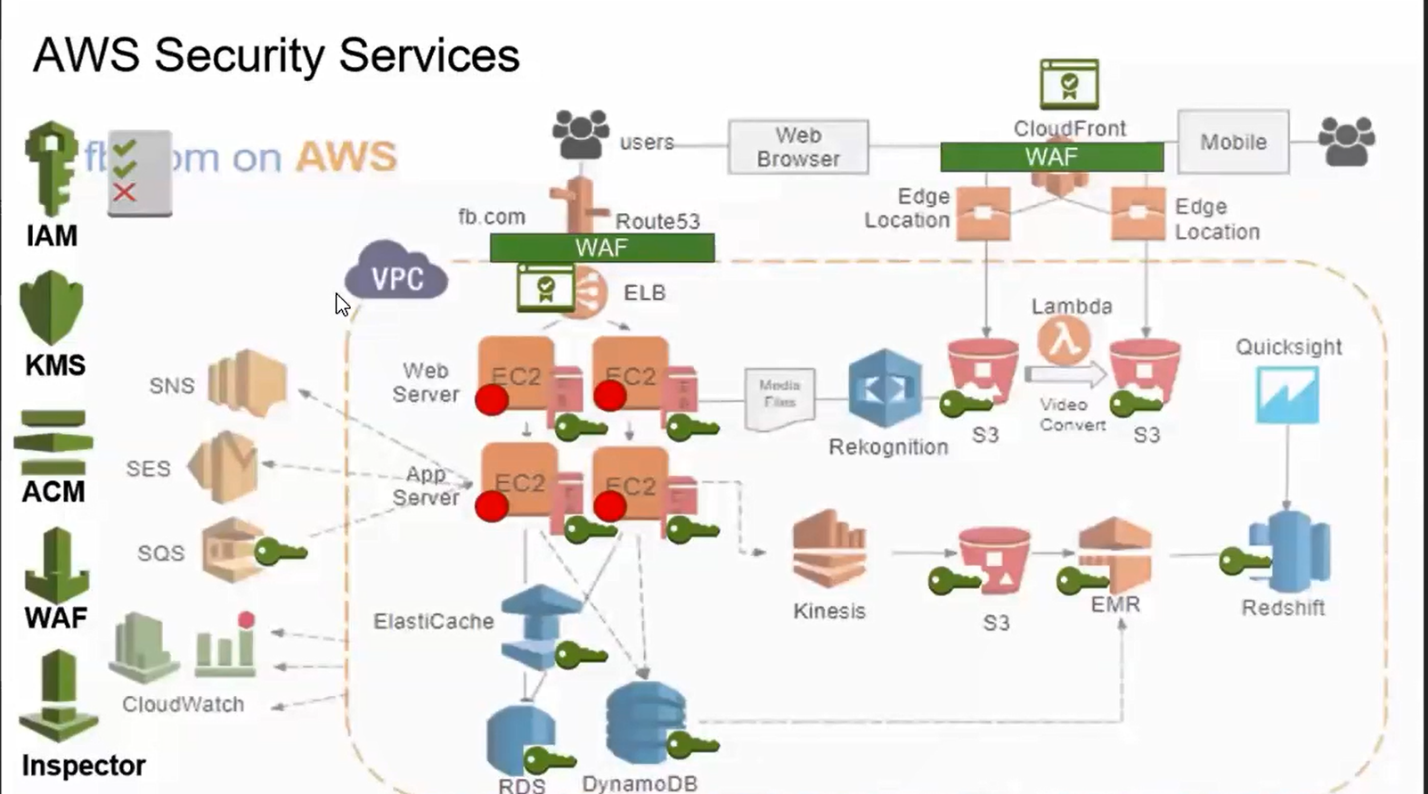 AWS Security Services
fb om on AWS
IAM
KMS
ACM
WAF
Inspector
users
Web
Browser
CloudFront
WAF
Mobile
Edge
Location
Edge
Location
fb.com
Route53
WAF
VPC
ELB
Lambda
Quicksight
SNS
Web
Server
EC2
EC2
Media
Files
Rekognition
S3
Video
Convert
S3
SES
App
Server
EC2
EC2
SQS
Kinesis
S3
EMR
Redshift
ElastiCache
CloudWatch
RDS
DynamoDB